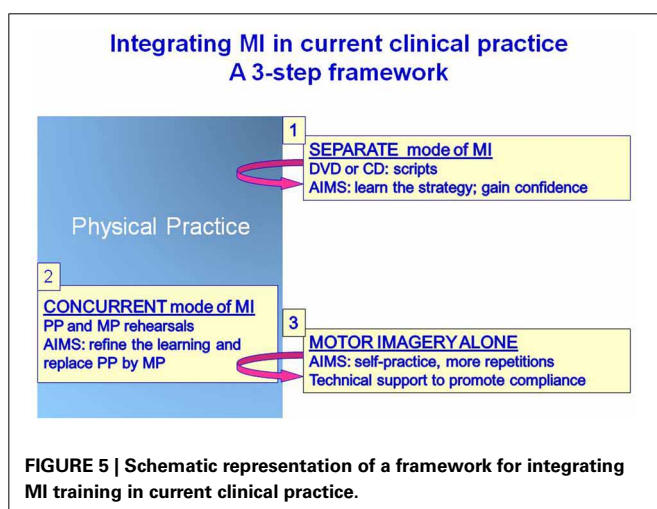 Integrating MI in current clinical practice
A 3-step framework
1
SEPARATE mode of MI
DVD or CD: scripts
AIMS: learn the strategy; gain confidence
Physical Practice
2
CONCURRENT mode of MI
PP and MP rehearsals
AIMS: refine the learning and
replace PP by MP
3
MOTOR IMAGERY ALONE
AIMS: self-practice, more repetitions
Technical support to promote compliance
FIGURE 5 | Schematic representation of a framework for integrating
MI training in current clinical practice.